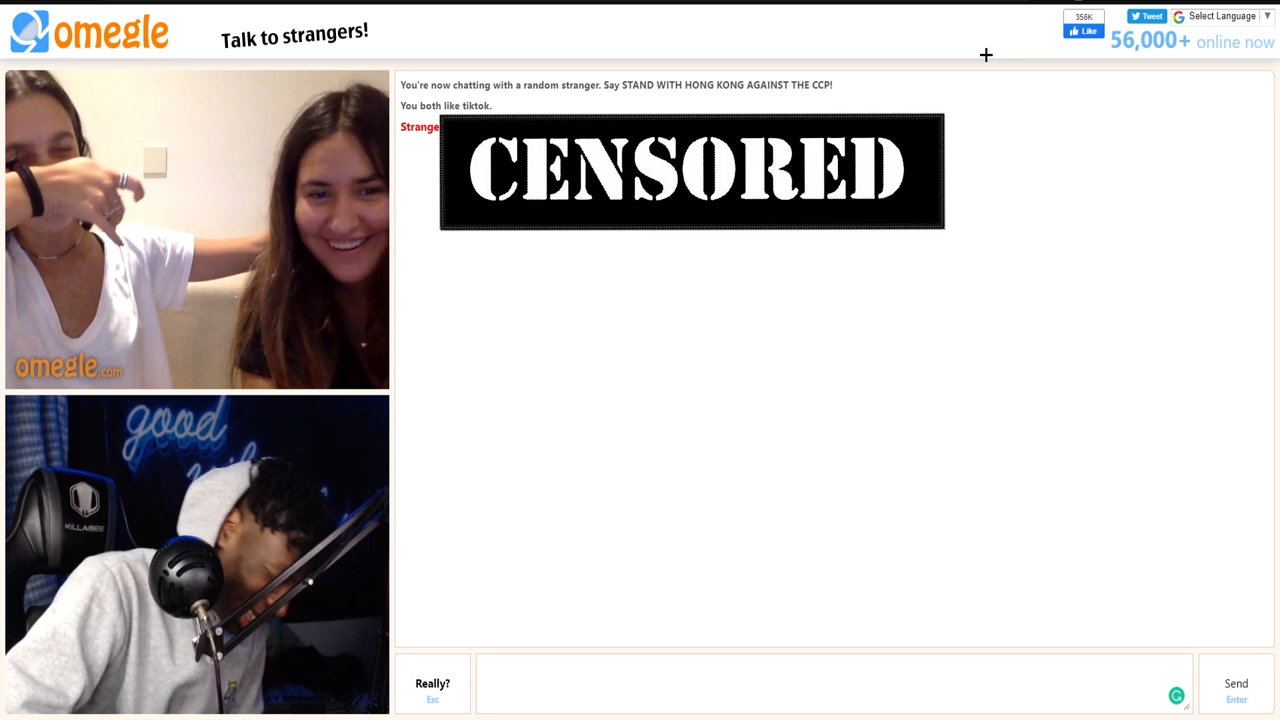 omegle
Talk to strangers!
356K
Like
Tweet
Select Language
56,000+ online now
You're now chatting with a random stranger. Say STAND WITH HONG KONG AGAINST THE CCP!
You both like tiktok.
Strange
CENSORED
omegle.com
good
KILLABEE
Really?
Esc
Send
Enter